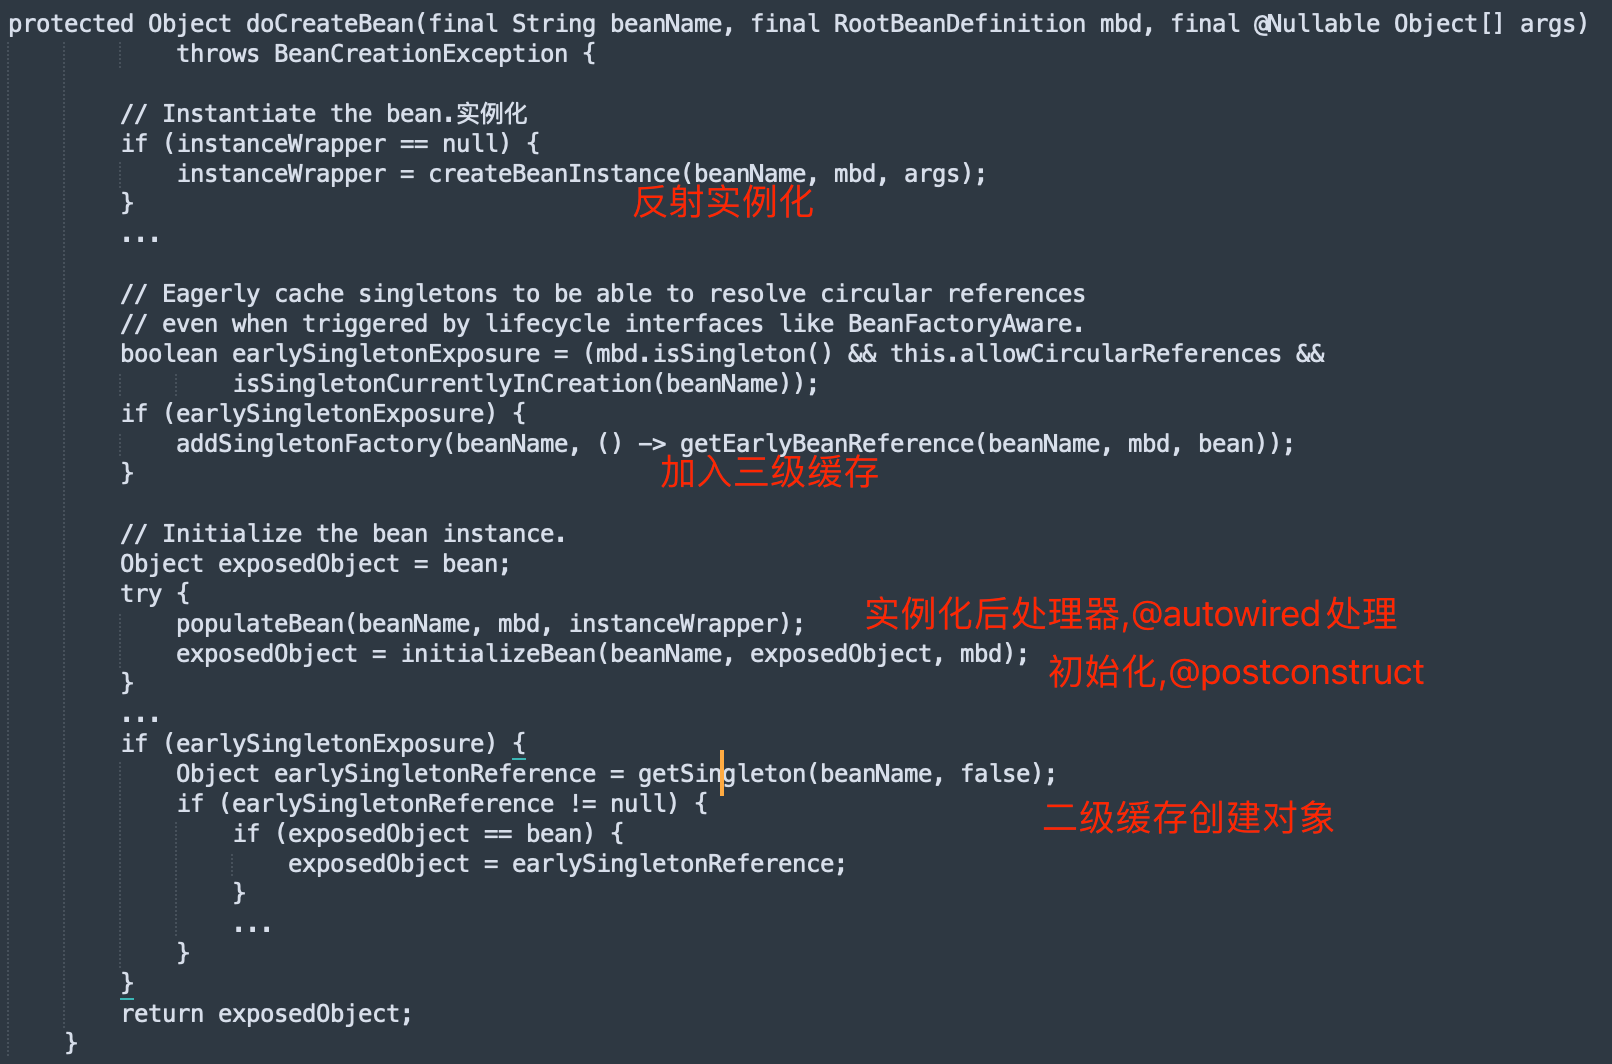 protected Object doCreateBean(final String beanName, final RootBeanDefinition mbd, final @Nullable Object[] args)
throws BeanCreationException {
// Instantiate the bean.实例化
if (instanceWrapper == null) {
instanceWrapper = createBeanInstance(beanName, mbd, args);
反射实例化
}
...
// Eagerly cache singletons to be able to resolve circular references
// even when triggered by lifecycle interfaces like BeanFactoryAware.
boolean earlySingletonExposure = (mbd.isSingleton() && this.allowCircularReferences &&
isSingletonCurrentlyInCreation(beanName));
if (earlySingletonExposure) {
addSingletonFactory(beanName, () -> getEarlyBeanReference(beanName, mbd, bean));
加入三级缓存
}
// Initialize the bean instance.
Object exposedObject = bean;
try {
populateBean(beanName, mbd, instanceWrapper); 实例化后处理器,@autowired处理
exposedObject = initializeBean(beanName, exposedObject, mbd); 初始化,@postconstruct
}
...
if (earlySingletonExposure) {
Object earlySingletonReference = getSingleton(beanName, false);
if (earlySingletonReference != null) { 二级缓存创建对象
if (exposedObject == bean) {
exposedObject = earlySingletonReference;
}
...
}
}
return exposedObject;
}